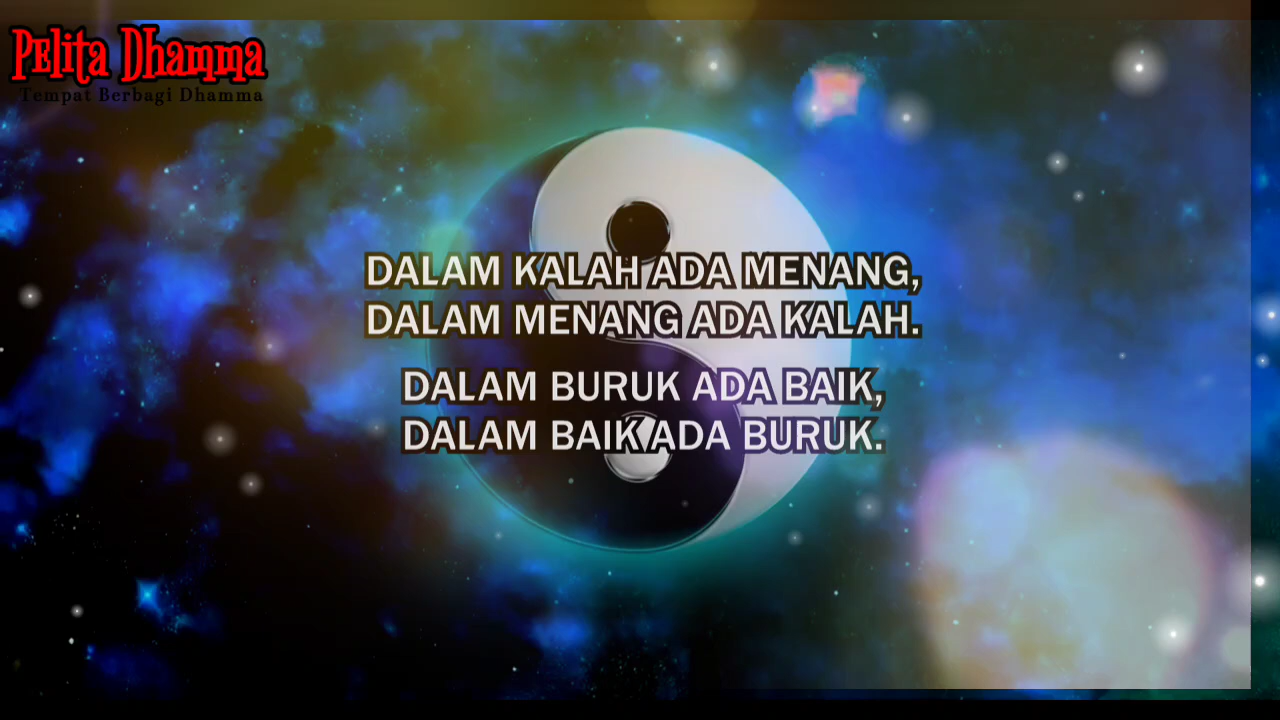 Pelita Dhamma
Tempat Berbagi Dhamma
DALAM KALAH ADA MENANG,
DALAM MENANG ADA KALAH.
DALAM BURUK ADA BAIK,
DALAM BAIK ADA BURUK.